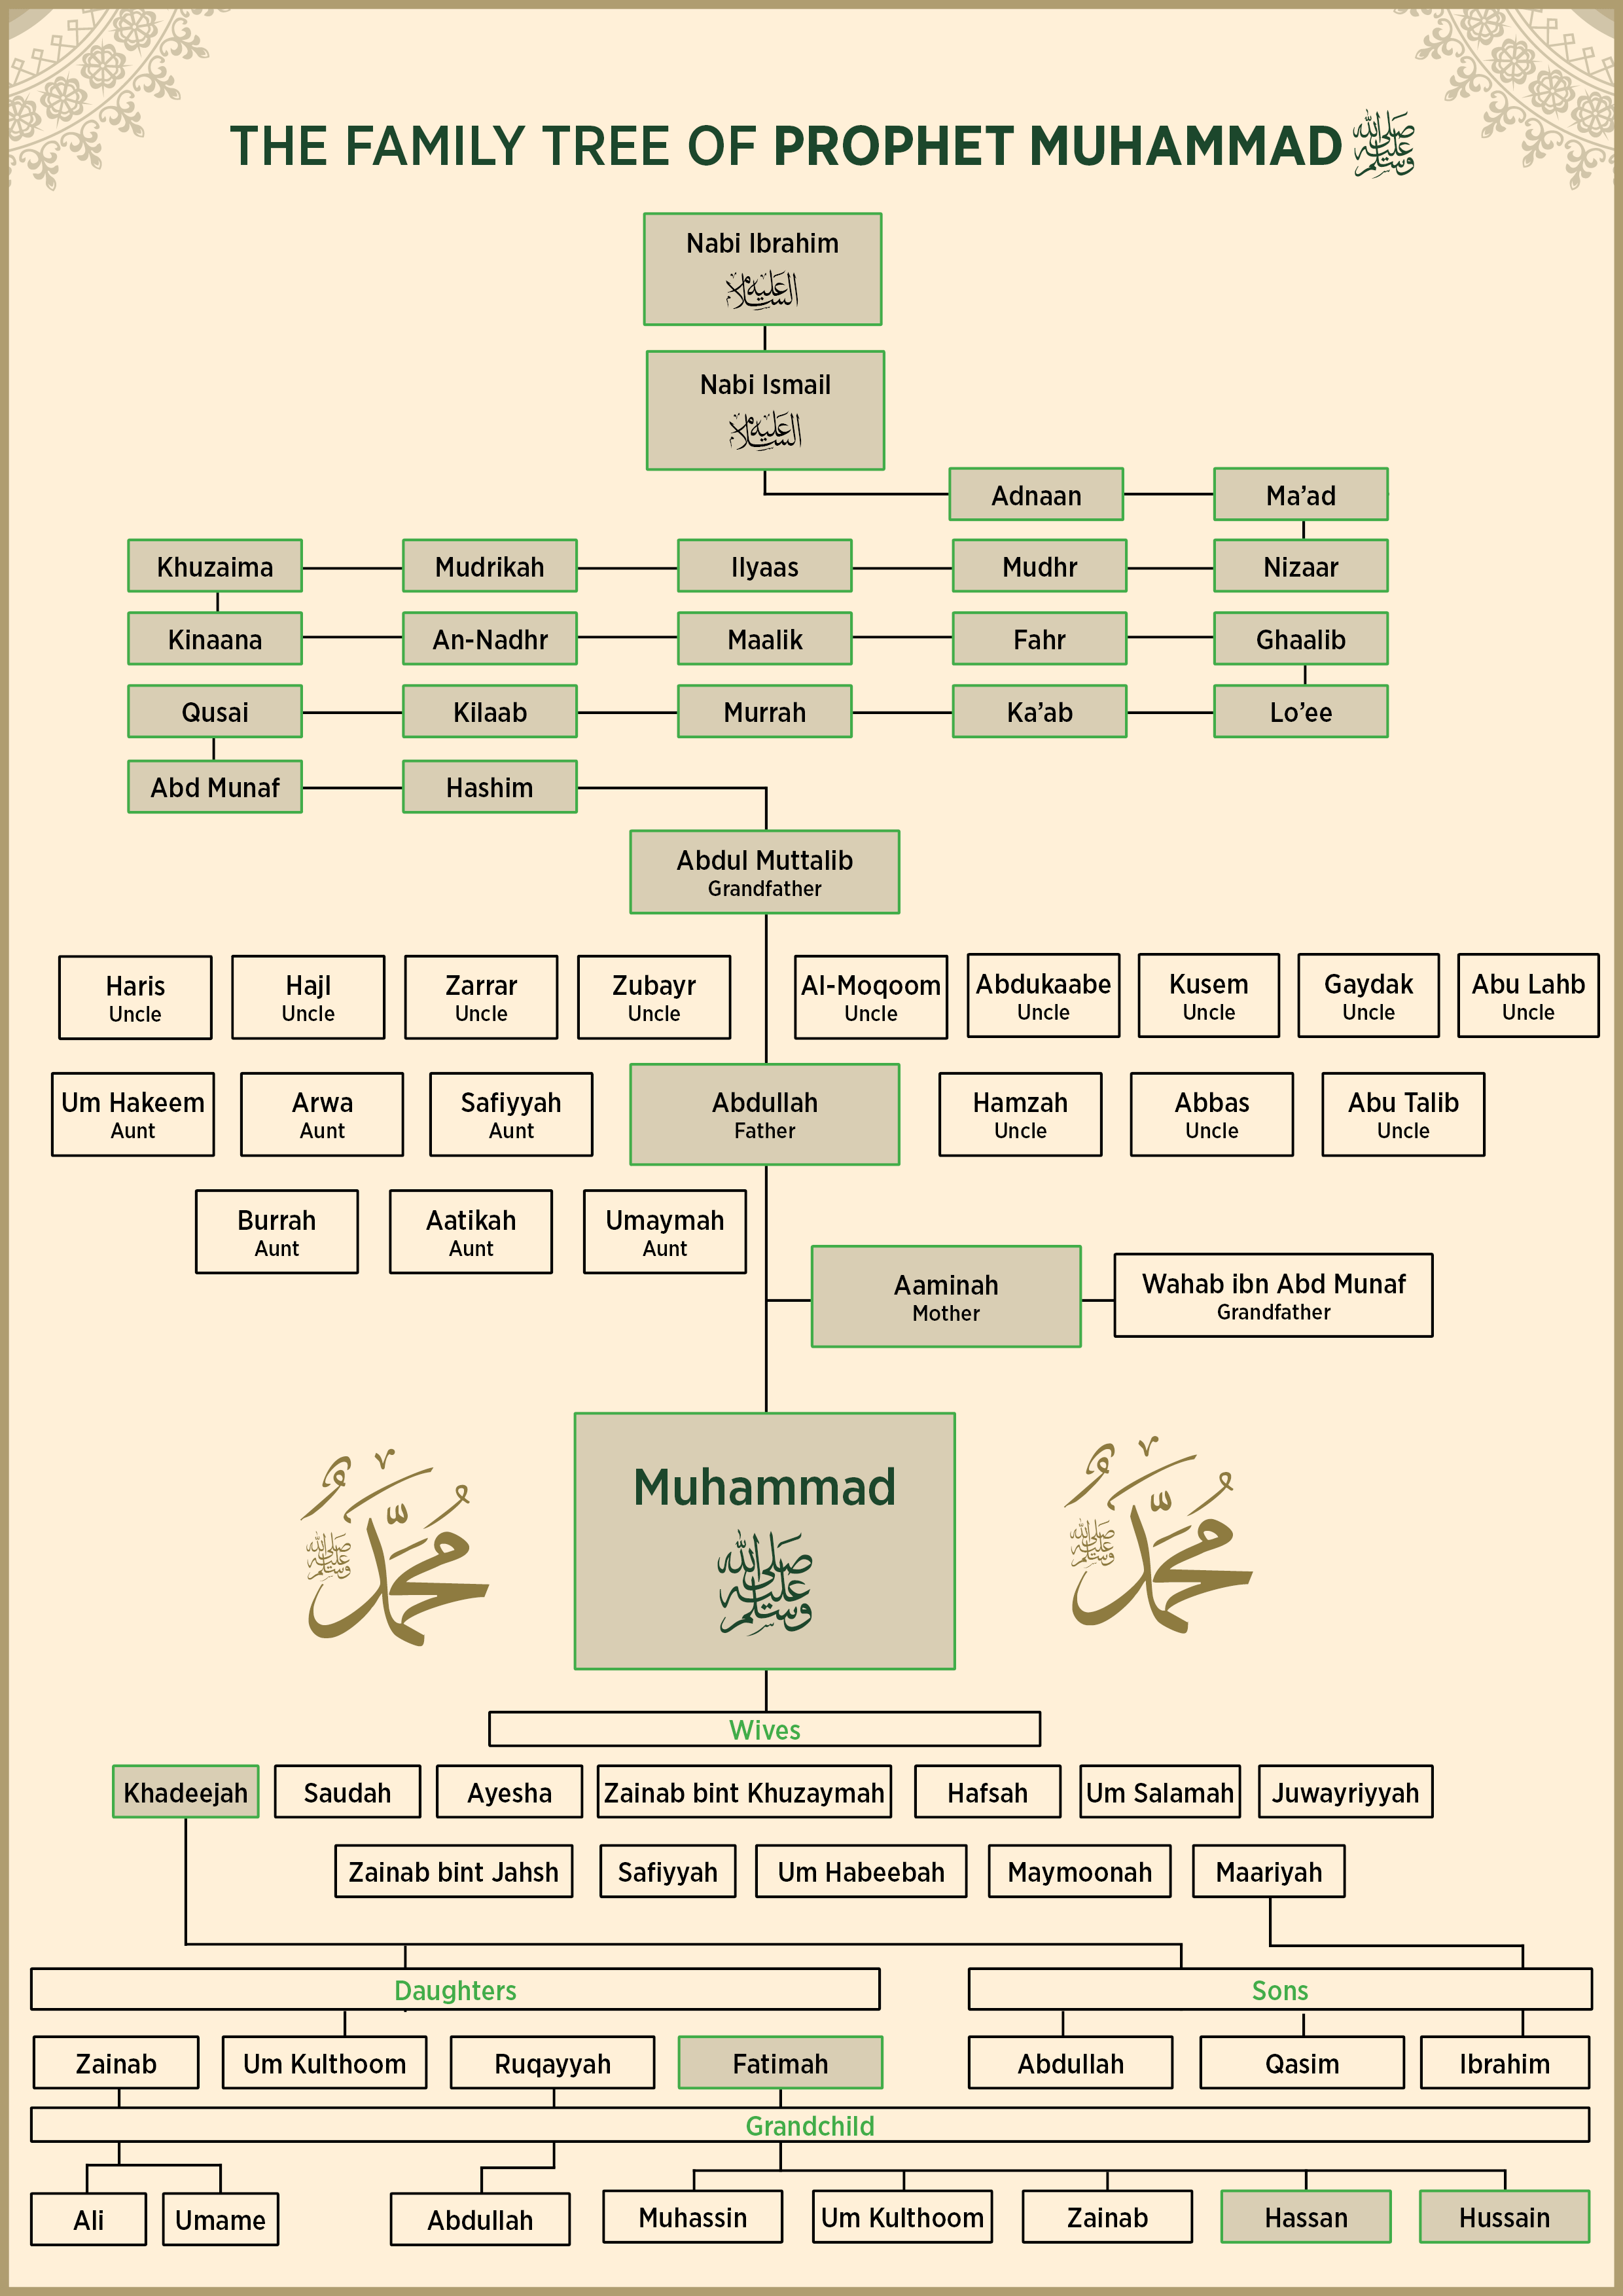 THE FAMILY TREE OF PROPHET MUHAMMAD صلى الله عليه وسلم
Nabi Ibrahim
عليه السلام
Nabi Ismail
عليه السلام
Adnaan
Ma’ad
Khuzaima
Mudrikah
Ilyaas
Mudhr
Nizaar
Kinaana
An-Nadhr
Maalik
Fahr
Ghaalib
Qusai
Kilaab
Murrah
Ka’ab
Lo’ee
Abd Munaf
Hashim
Abdul Muttalib
Grandfather
Haris
Uncle
Hajl
Uncle
Zarrar
Uncle
Zubayr
Uncle
Al-Moqoom
Uncle
Abdukaabe
Uncle
Kusem
Uncle
Gaydak
Uncle
Abu Lahb
Uncle
Um Hakeem
Aunt
Arwa
Aunt
Safiyyah
Aunt
Abdullah
Father
Hamzah
Uncle
Abbas
Uncle
Abu Talib
Uncle
Burrah
Aunt
Aatikah
Aunt
Umaymah
Aunt
Aaminah
Mother
Wahab ibn Abd Munaf
Grandfather
محمد
صلى الله عليه وسلم
Muhammad
صلى الله عليه وسلم
محمد
صلى الله عليه وسلم
Wives
Khadeejah
Saudah
Ayesha
Zainab bint Khuzaymah
Hafsah
Um Salamah
Juwayriyyah
Zainab bint Jahsh
Safiyyah
Um Habeebah
Maymoonah
Maariyah
Daughters
Sons
Zainab
Um Kulthoom
Ruqayyah
Fatimah
Abdullah
Qasim
Ibrahim
Grandchild
Ali
Umame
Abdullah
Muhassin
Um Kulthoom
Zainab
Hassan
Hussain